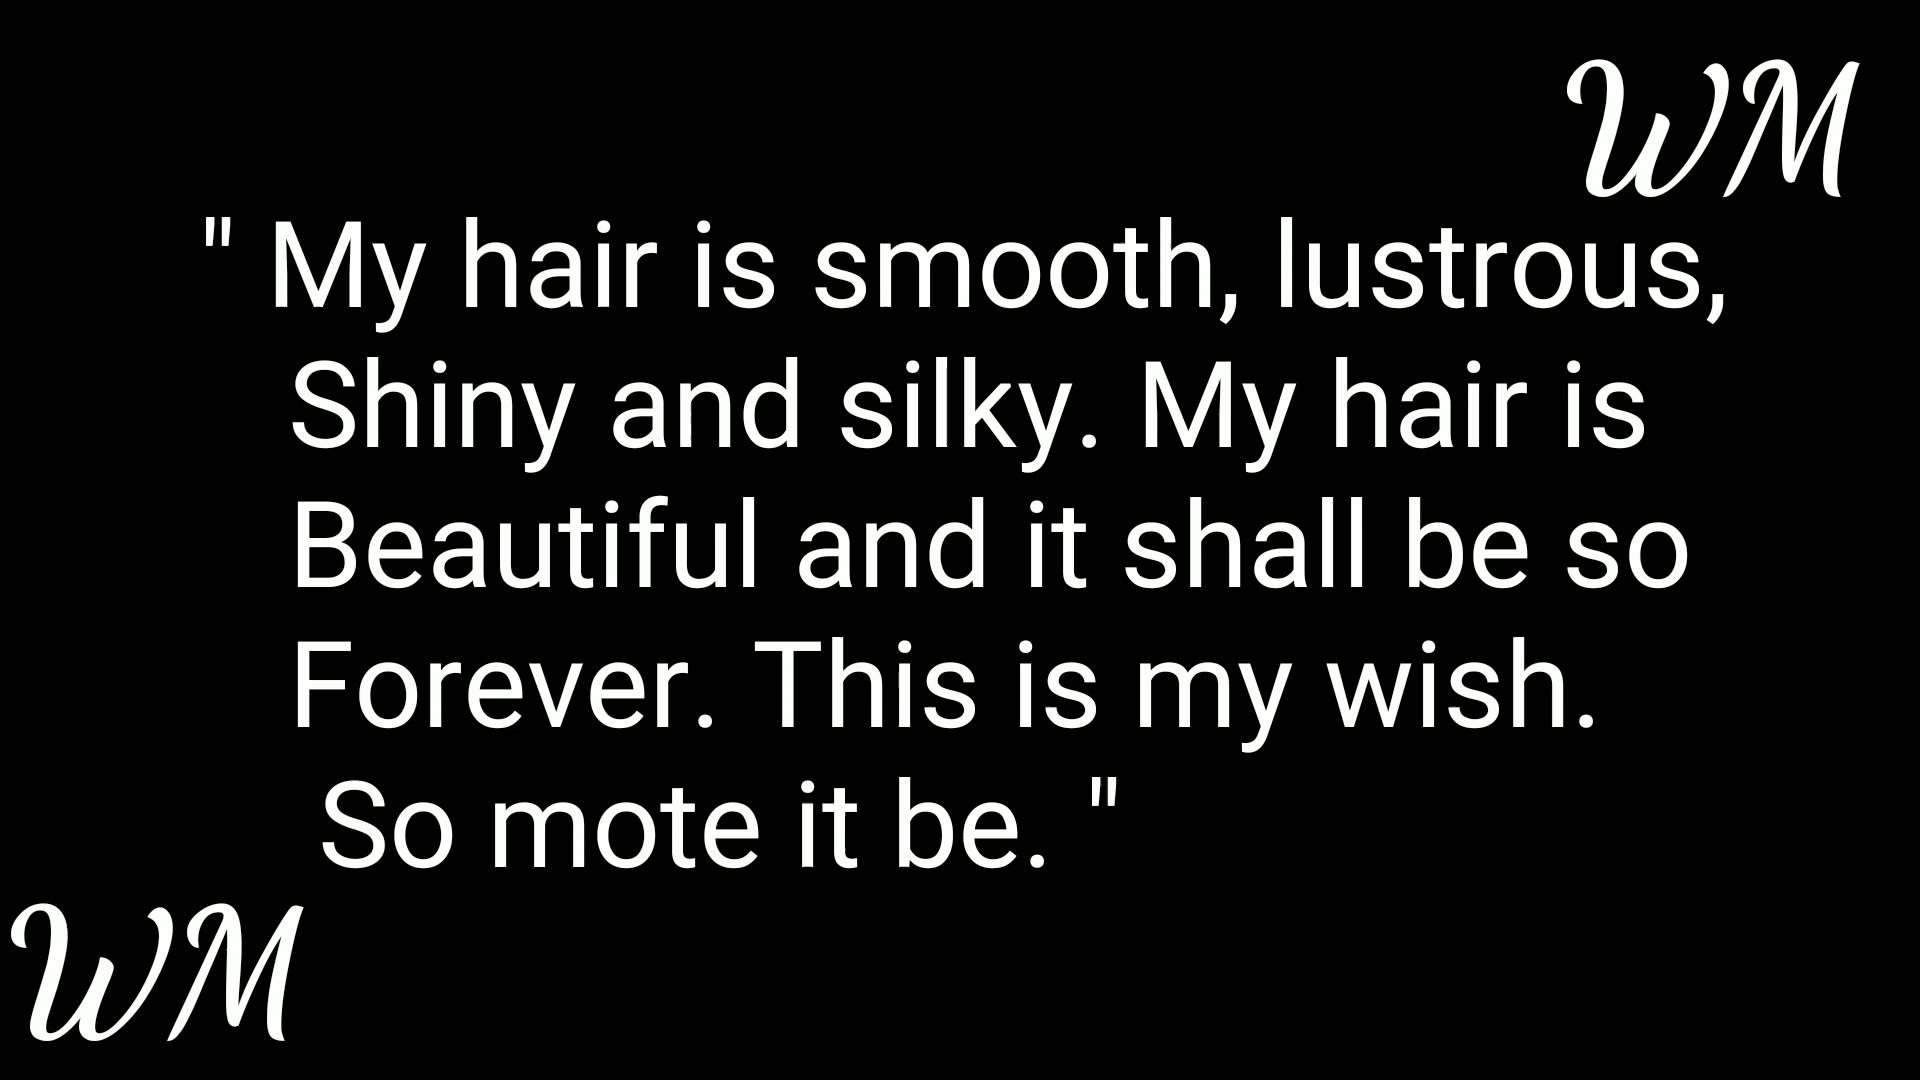 WM
" My hair is smooth, lustrous,
Shiny and silky. My hair is
Beautiful and it shall be so
Forever. This is my wish.
So mote it be. "
WM